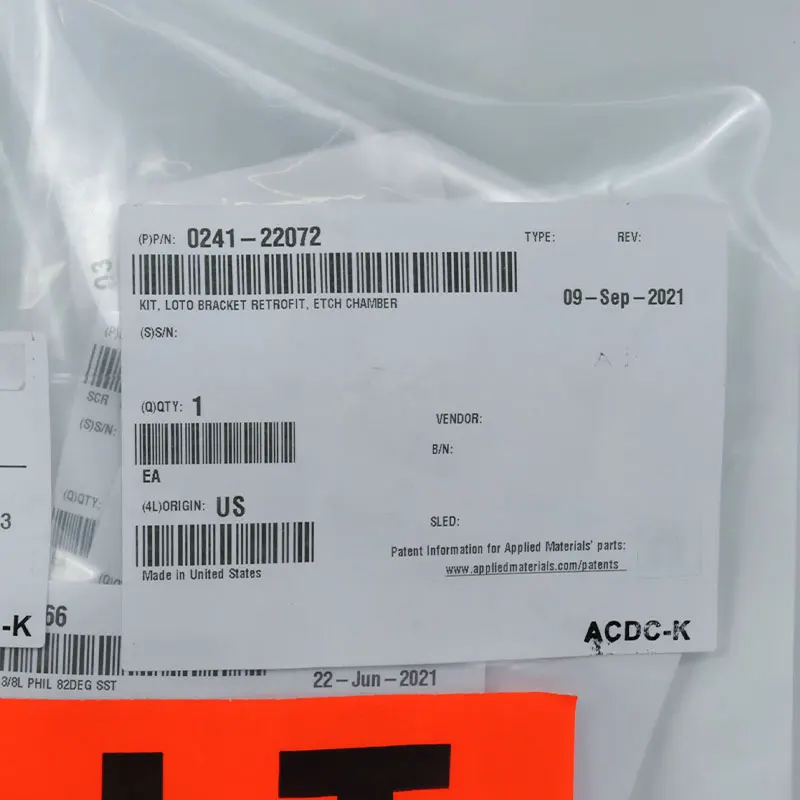 (P)P/N: 0241-22072
TYPE:
REV:
KIT, LOTO BRACKET RETROFIT, ETCH CHAMBER
09-Sep-2021
(S)S/N:
(Q)QTY: 1
VENDOR:
EA
B/N:
(4L)ORIGIN: US
SLED:
Made in United States
Patent Information for Applied Materials' parts:
www.appliedmaterials.com/patents
ACDC-K
(P)
SCR
(S)S/N:
(Q)QTY:
3
-K
66
3/8L PHIL 82DEG SST
22-Jun-2021